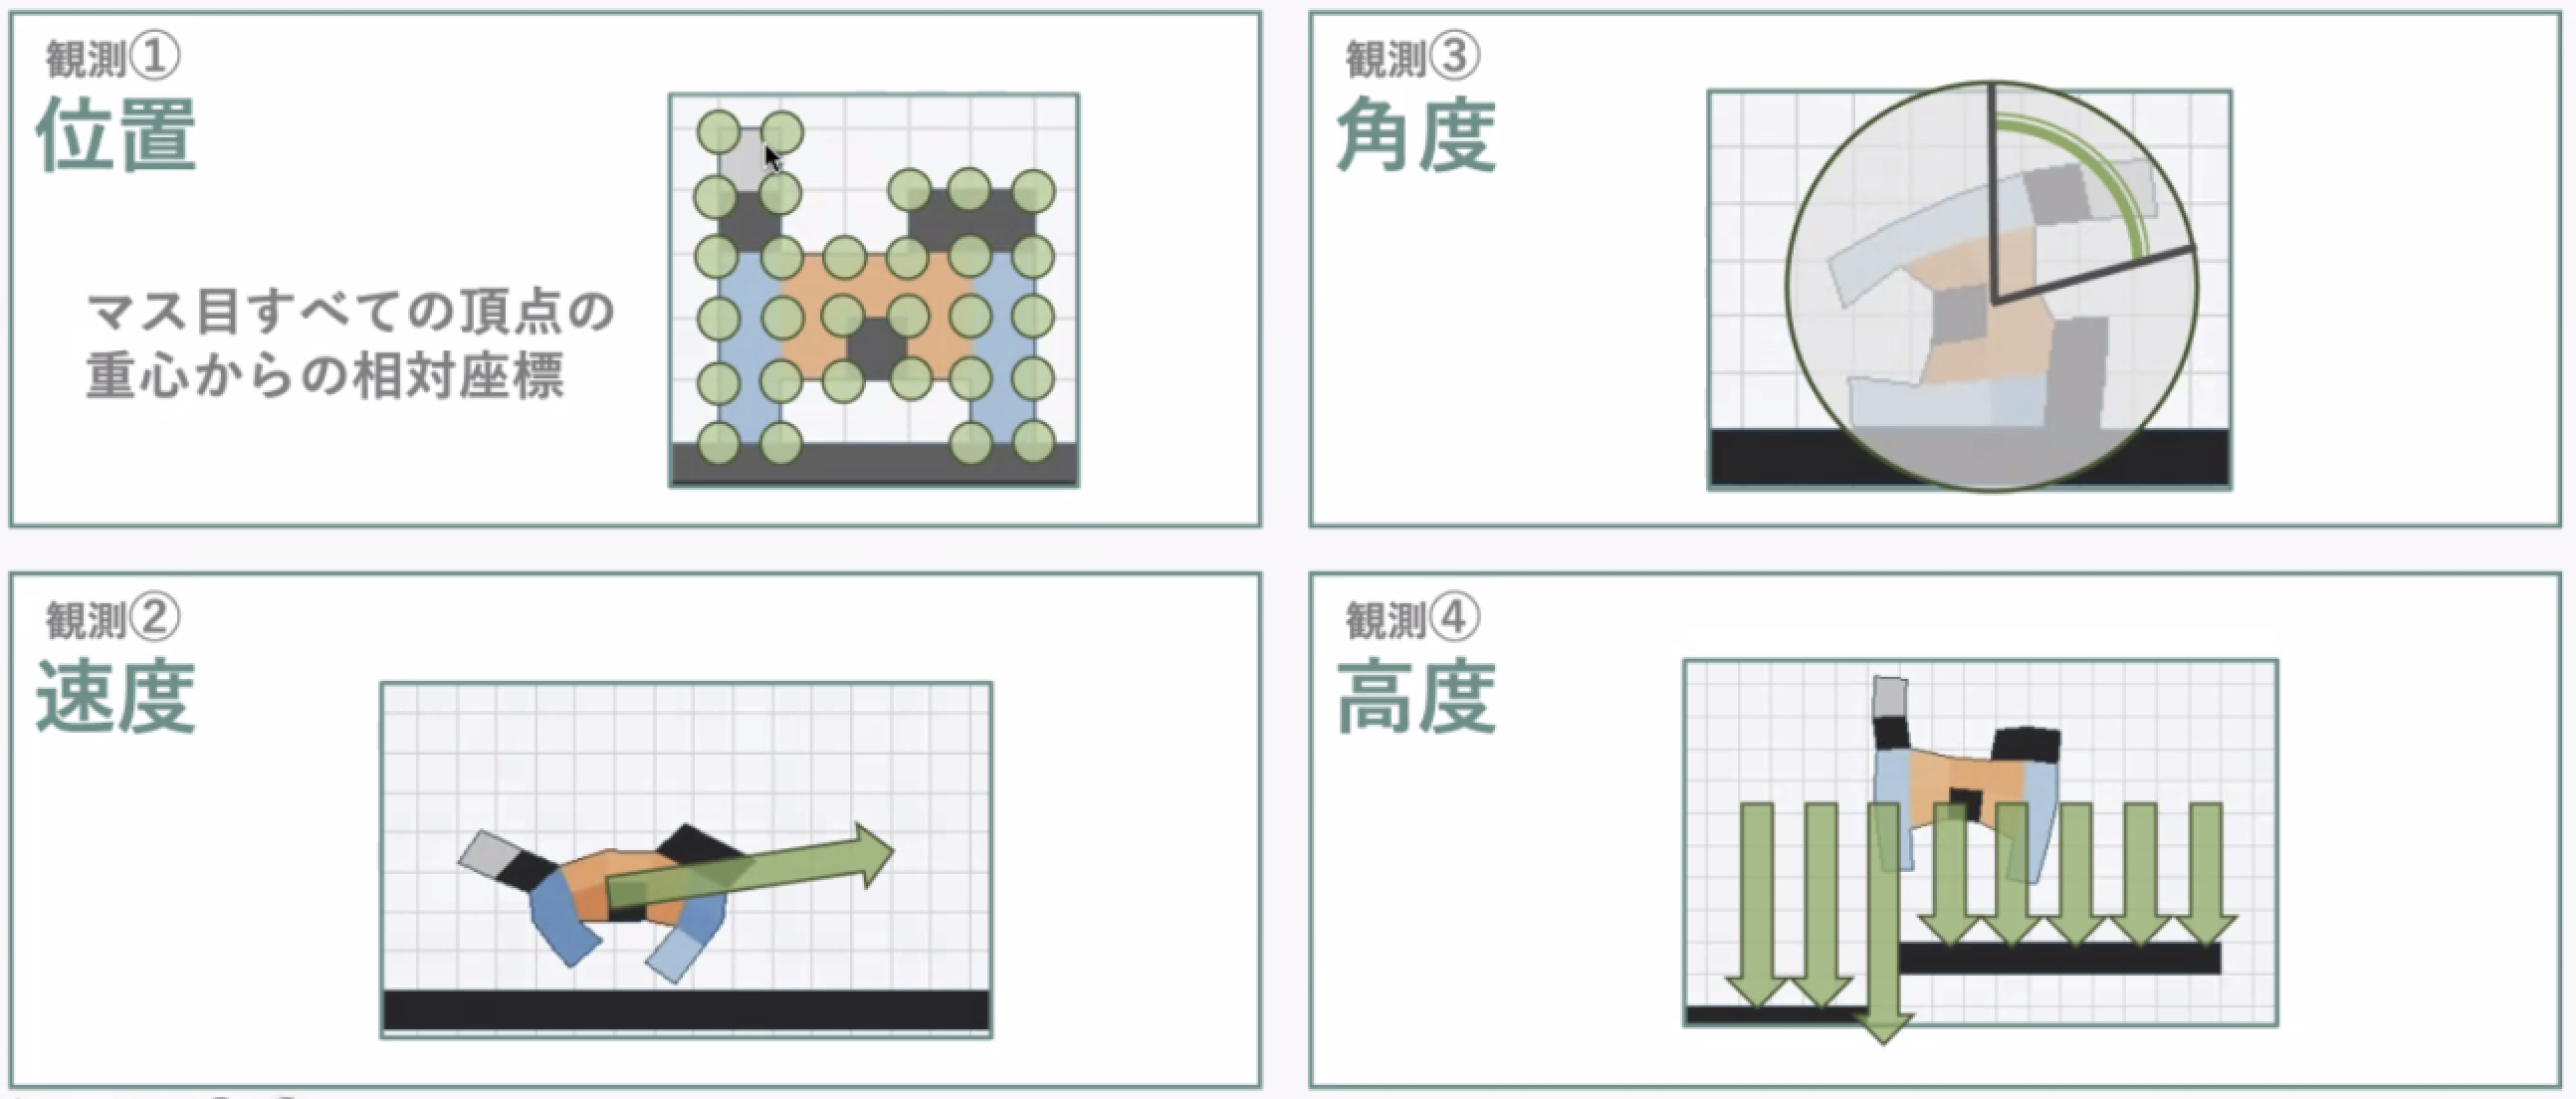 観測①
位置
マス目すべての頂点の
重心からの相対座標
観測②
速度
観測③
角度
観測④
高度